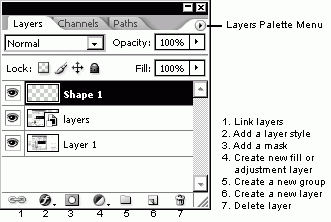 Layers Channels Paths
Layers Palette Menu
Normal Opacity: 100%
Lock: Fill: 100%
Shape 1
layers
Layer 1
1. Link layers
2. Add a layer style
3. Add a mask
4. Create new fill or
adjustment layer
5. Create a new group
6. Create a new layer
7. Delete layer
1 2 3 4 5 6 7